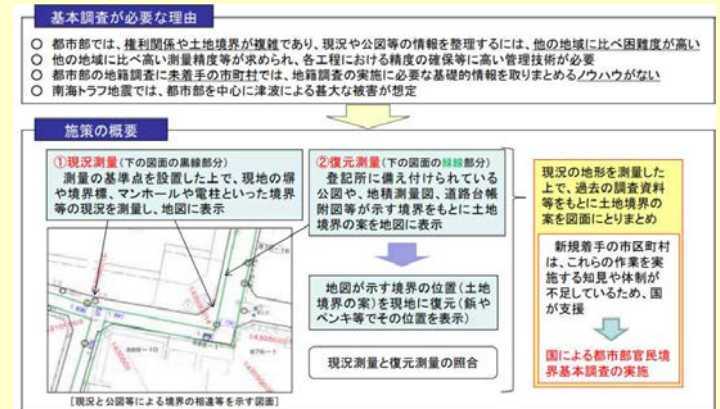 基本調査が必要な理由
○ 都市部では、権利関係や土地境界が複雑であり、現況や公図等の情報を整理するには、他の地域に比べ困難度が高い
○ 他の地域に比べ高い測量精度等が求められ、各工程における精度の確保等に高い管理技術が必要
○ 都市部の地籍調査に未着手の市町村では、地籍調査の実施に必要な基礎的情報を取りまとめるノウハウがない
○ 南海トラフ地震では、都市部を中心に津波による甚大な被害が想定
施策の概要
①現況測量(下の図面の黒線部分)
測量の基準点を設置した上で、現地の塀
や境界標、マンホールや電柱といった境界
等の現況を測量し、地図に表示
②復元測量(下の図面の緑線部分)
登記所に備え付けられている
公図や、地積測量図、道路台帳
附図等が示す境界をもとに土地
境界の案を地図に表示
地図が示す境界の位置(土地
境界の案)を現地に復元(鋲や
ペンキ等でその位置を表示)
現況測量と復元測量の照合
[現況と公図等による境界の相違等を示す図面]
現況の地形を測量した
上で、過去の調査資料
等をもとに土地境界の
案を図面にとりまとめ
新規着手の市区町村
は、これらの作業を実
施する知見や体制が
不足しているため、国
が支援
国による都市部官民境
界基本調査の実施